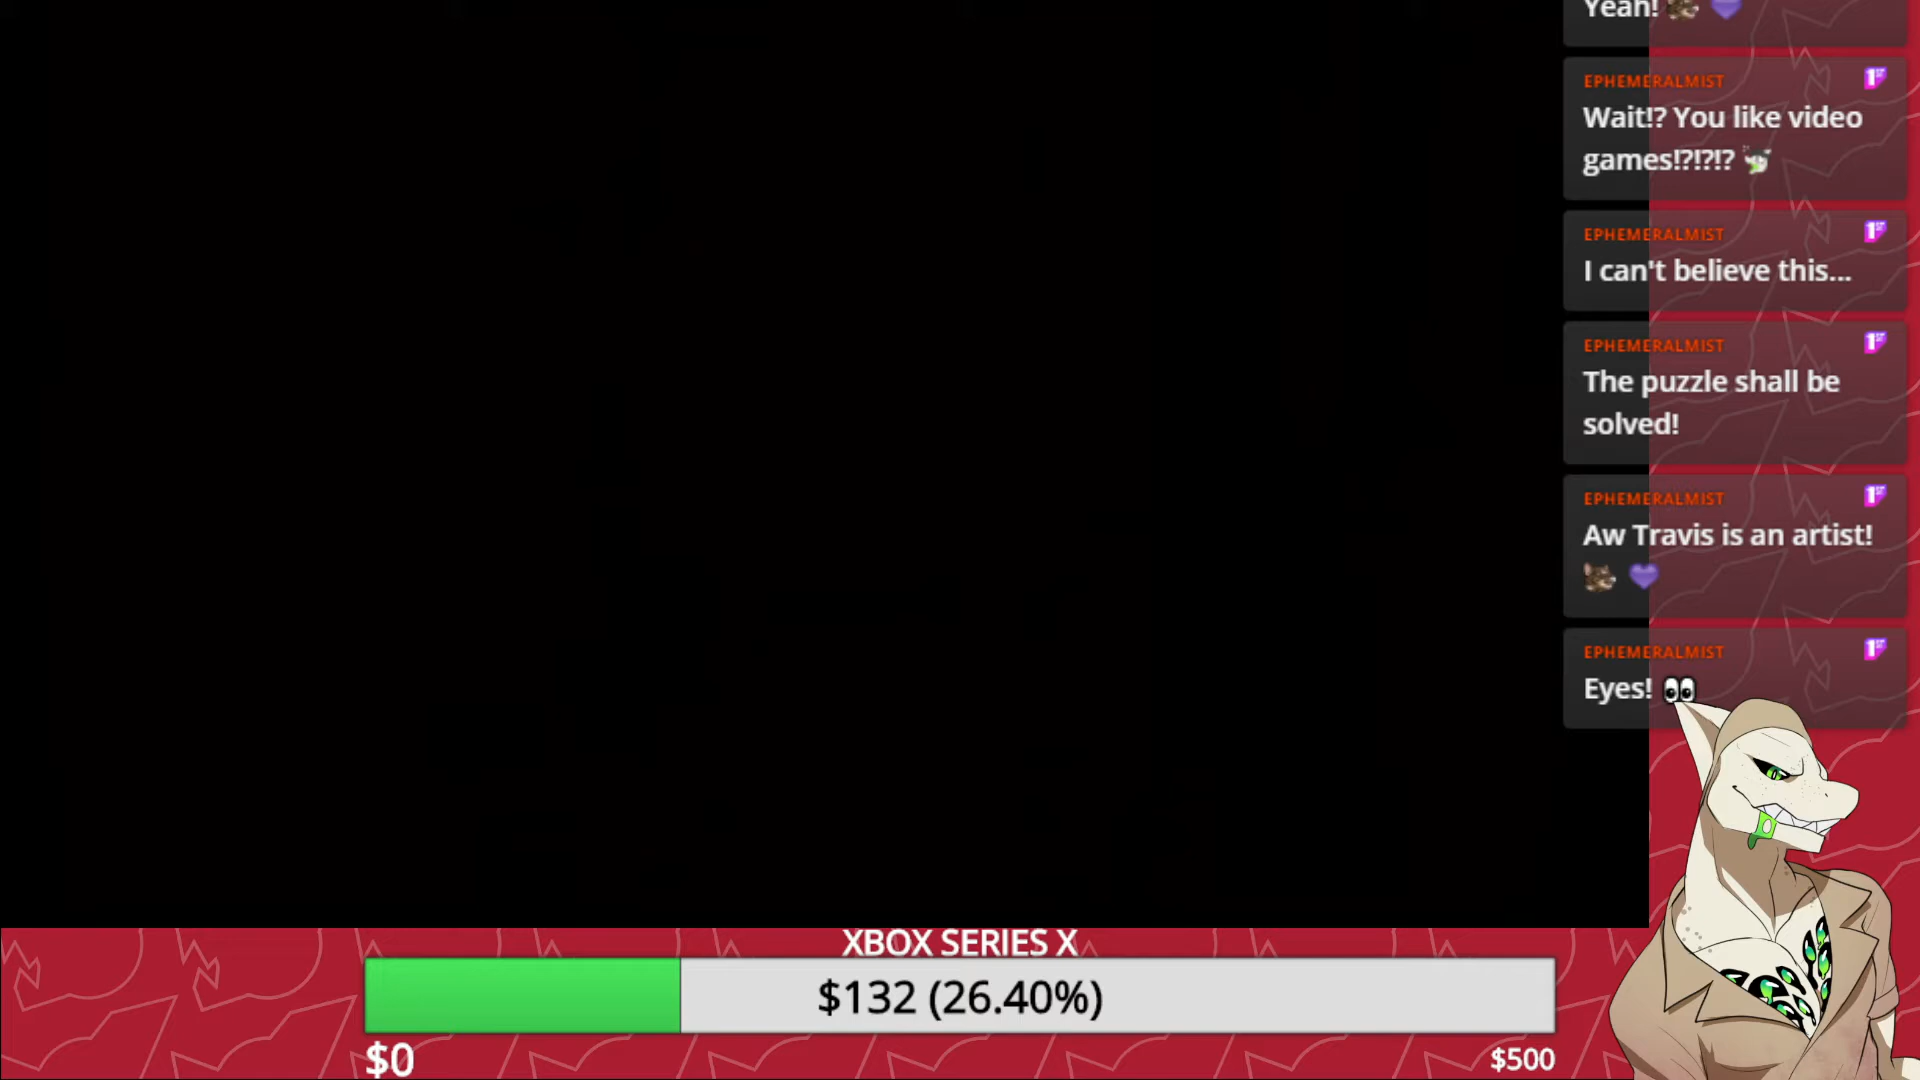 Yeah!
EPHEMERALMIST
Wait!? You like video
games!?!?!?
EPHEMERALMIST
I can't believe this...
EPHEMERALMIST
The puzzle shall be
solved!
EPHEMERALMIST
Aw Travis is an artist!
EPHEMERALMIST
Eyes! 👀
XBOX SERIES X
$132 (26.40%)
$0
$500